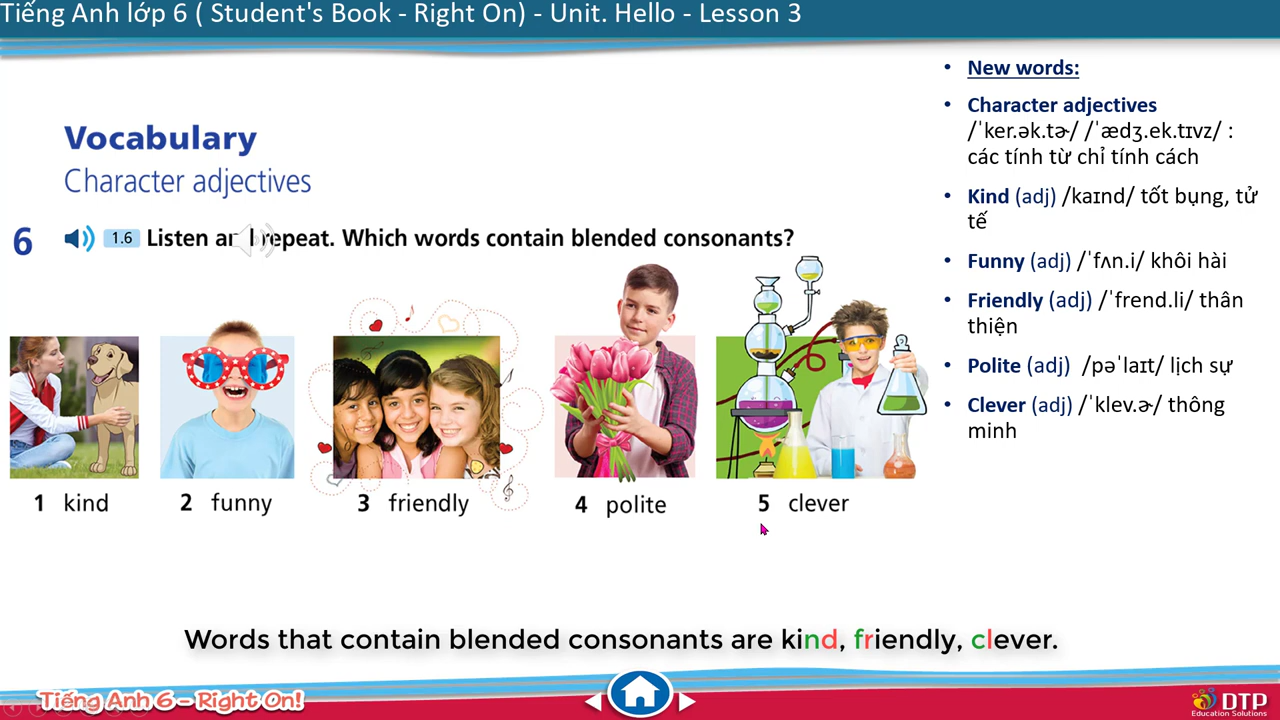 Tiếng Anh lớp 6 ( Student's Book - Right On) - Unit. Hello - Lesson 3
Vocabulary
Character adjectives
6 1.6 Listen an repeat. Which words contain blended consonants?
1 kind
2 funny
3 friendly
4 polite
5 clever
Words that contain blended consonants are kind, friendly, clever.
• New words:
• Character adjectives
/ˈker.ək.tɚ/ /ˈædʒ.ek.tɪvz/ :
các tính từ chỉ tính cách
• Kind (adj) /kaɪnd/ tốt bụng, tử
tế
• Funny (adj) /ˈfʌn.i/ khôi hài
• Friendly (adj) /ˈfrend.li/ thân
thiện
• Polite (adj) /pəˈlaɪt/ lịch sự
• Clever (adj) /ˈklev.ɚ/ thông
minh
Tiếng Anh 6 - Right On!
DTP
Education Solutions